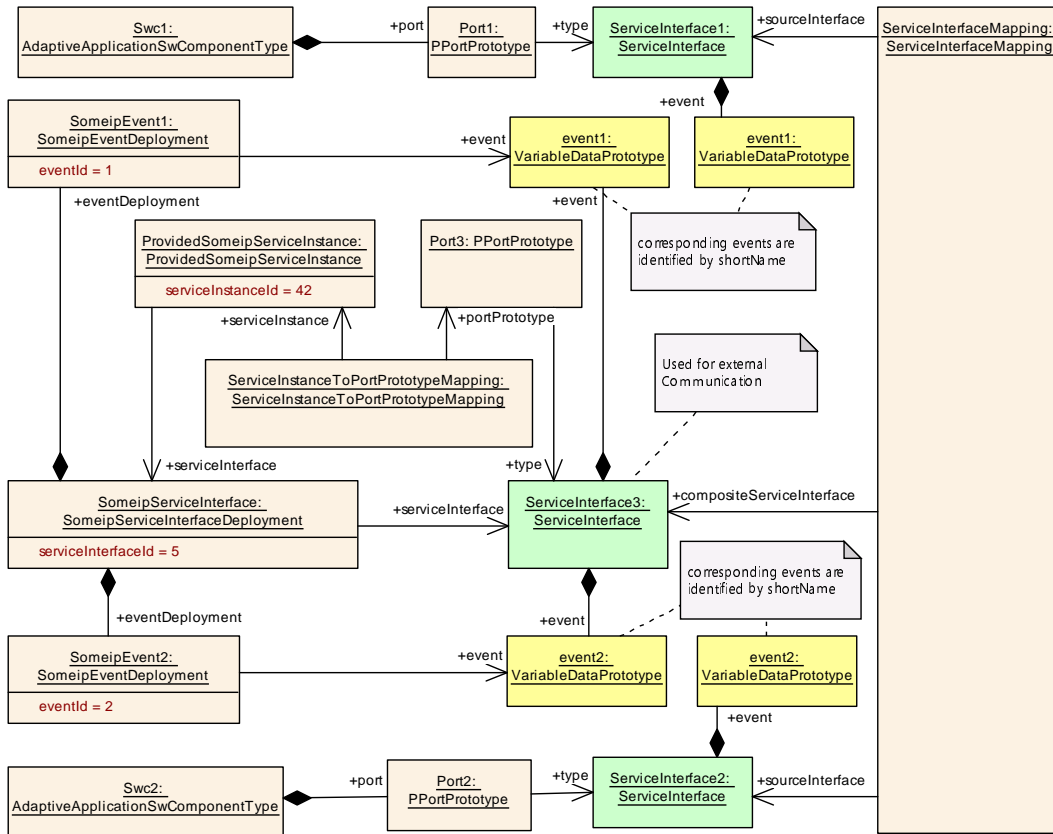 Swc1:
AdaptiveApplicationSwComponentType
+port
Port1:
PPortPrototype
+type
ServiceInterface1:
ServiceInterface
+sourceInterface
ServiceInterfaceMapping:
ServiceInterfaceMapping
+event
SomeipEvent1:
SomeipEventDeployment
eventId = 1
+event
event1:
VariableDataPrototype
event1:
VariableDataPrototype
+eventDeployment
+event
corresponding events are
identified by shortName
ProvidedSomeipServiceInstance:
ProvidedSomeipServiceInstance
serviceInstanceId = 42
Port3: PPortPrototype
+serviceInstance
+portPrototype
Used for external
Communication
ServiceInstanceToPortPrototypeMapping:
ServiceInstanceToPortPrototypeMapping
+serviceInterface
+type
SomeipServiceInterface:
SomeipServiceInterfaceDeployment
serviceInterfaceId = 5
+serviceInterface
ServiceInterface3:
ServiceInterface
+compositeServiceInterface
corresponding events are
identified by shortName
+eventDeployment
+event
SomeipEvent2:
SomeipEventDeployment
eventId = 2
+event
event2:
VariableDataPrototype
event2:
VariableDataPrototype
+event
Swc2:
AdaptiveApplicationSwComponentType
+port
Port2:
PPortPrototype
+type
ServiceInterface2:
ServiceInterface
+sourceInterface